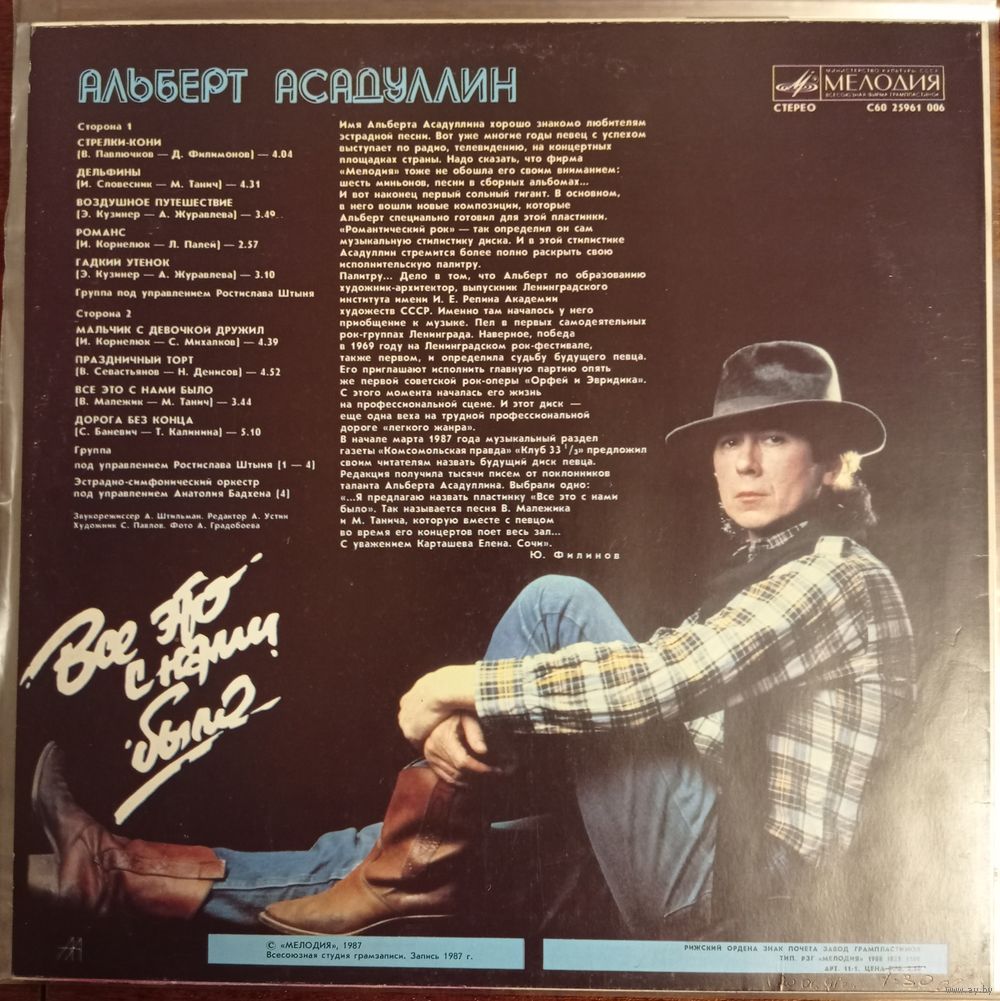 АЛЬБЕРТ АСАДУЛЛИН
МИНИСТЕРСТВО КУЛЬТУРЫ СССР
МЕЛОДИЯ
ВСЕСОЮЗНАЯ ФИРМА ГРАМПЛАСТИНОК
СТЕРЕО С60 25961 006
Сторона 1
СТРЕЛКИ-КОНИ
(В. Павлючков — Д. Филимонов) — 4.04
ДЕЛЬФИНЫ
(И. Словесник — М. Танич) — 4.31
ВОЗДУШНОЕ ПУТЕШЕСТВИЕ
(Э. Кузинер — А. Журавлева) — 3.49
РОМАНС
(И. Корнелюк — Л. Палей) — 2.57
ГАДКИЙ УТЕНОК
(Э. Кузинер — А. Журавлева) — 3.10
Группа под управлением Ростислава Штыня
Сторона 2
МАЛЬЧИК С ДЕВОЧКОЙ ДРУЖИЛ
(И. Корнелюк — С. Михалков) — 4.39
ПРАЗДНИЧНЫЙ ТОРТ
(В. Севастьянов — Н. Денисов) — 4.52
ВСЕ ЭТО С НАМИ БЫЛО
(В. Малежик — М. Танич) — 3.44
ДОРОГА БЕЗ КОНЦА
(С. Баневич — Т. Калинина) — 5.10
Группа
под управлением Ростислава Штыня (1 — 4)
Эстрадно-симфонический оркестр
под управлением Анатолия Бадхена (4)
Звукорежиссер А. Штильман. Редактор А. Устин
Художник С. Павлов. Фото А. Градобоева
Имя Альберта Асадуллина хорошо знакомо любителям
эстрадной песни. Вот уже многие годы певец с успехом
выступает по радио, телевидению, на концертных
площадках страны. Надо сказать, что фирма
«Мелодия» тоже не обошла его своим вниманием:
шесть миньонов, песни в сборных альбомах...
И вот наконец первый сольный гигант. В основном,
в него вошли новые композиции, которые
Альберт специально готовил для этой пластинки.
«Романтический рок» — так определил он сам
музыкальную стилистику диска. И в этой стилистике
Асадуллин стремится более полно раскрыть свою
исполнительскую палитру.
Палитру... Дело в том, что Альберт по образованию
художник-архитектор, выпускник Ленинградского
института имени И. Е. Репина Академии
художеств СССР. Именно там началось у него
приобщение к музыке. Пел в первых самодеятельных
рок-группах Ленинграда. Наверное, победа
в 1969 году на Ленинградском рок-фестивале,
также первом, и определила судьбу будущего певца.
Его приглашают исполнить главную партию опять
же первой советской рок-оперы «Орфей и Эвридика».
С этого момента началась его жизнь
на профессиональной сцене. И этот диск —
еще одна веха на трудной профессиональной
дороге «легкого жанра».
В начале марта 1987 года музыкальный раздел
газеты «Комсомольская правда» «Клуб 33 1/3» предложил
своим читателям назвать будущий диск певца.
Редакция получила тысячи писем от поклонников
таланта Альберта Асадуллина. Выбрали одно:
«...Я предлагаю назвать пластинку «Все это с нами
было». Так называется песня В. Малежика
и М. Танича, которую вместе с певцом
во время его концертов поет весь зал...
С уважением Карташева Елена. Сочи».
Ю. Филинов
Все это
с нами
было
© «МЕЛОДИЯ», 1987
Всесоюзная студия грамзаписи. Запись 1987 г.
РИЖСКИЙ ОРДЕНА ЗНАК ПОЧЕТА ЗАВОД ГРАМПЛАСТИНОК
ТИП. РЗГ «МЕЛОДИЯ» 1988
АРТ. 11-1. ЦЕНА
www.ay.by